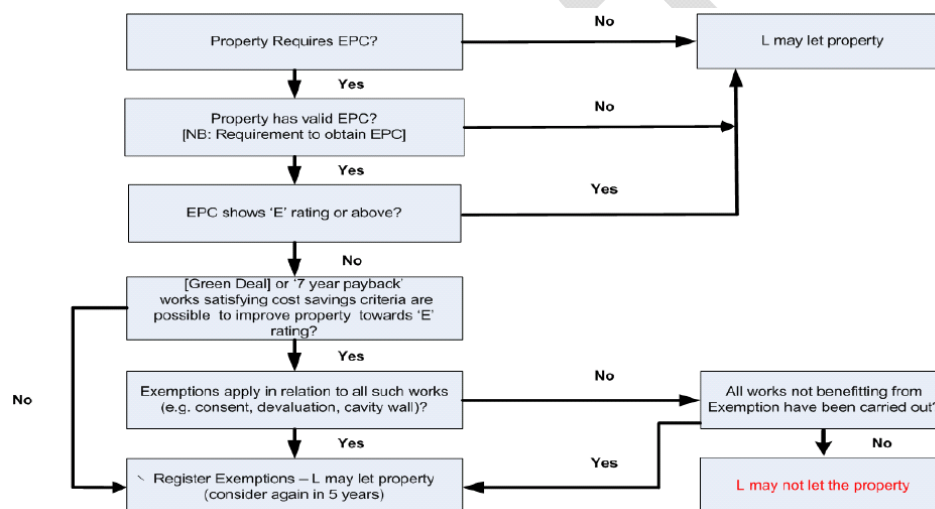 No
Property Requires EPC?
L may let property
Yes
Property has valid EPC?
[NB: Requirement to obtain EPC]
No
Yes
EPC shows ‘E’ rating or above?
Yes
No
[Green Deal] or ‘7 year payback’
works satisfying cost savings criteria are
possible to improve property towards ‘E’
rating?
Yes
No
Exemptions apply in relation to all such works
(e.g. consent, devaluation, cavity wall)?
No
All works not benefitting from
Exemption have been carried out?
Yes
Yes
No
Register Exemptions – L may let property
(consider again in 5 years)
L may not let the property